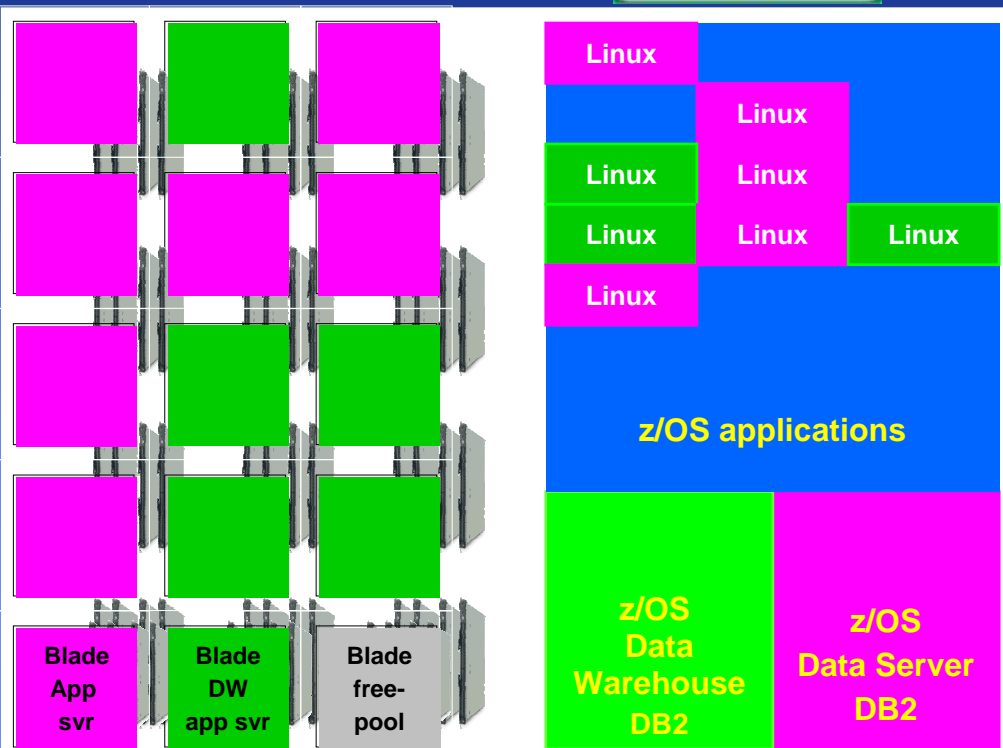 Linux
Linux
Linux
Linux
Linux
Linux
Linux
Linux
z/OS applications
z/OS
Data
Warehouse
DB2
z/OS
Data Server
DB2
Blade
App
svr
Blade
DW
app svr
Blade
free-
pool